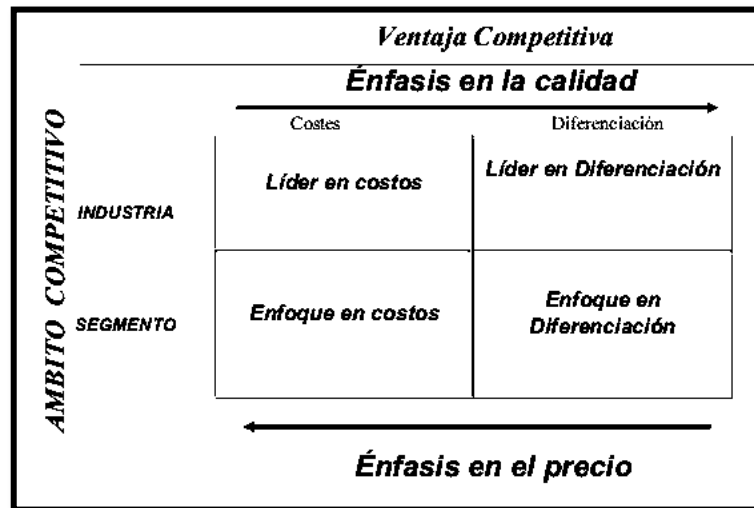 Ventaja Competitiva
Énfasis en la calidad
Costes
Diferenciación
Líder en costos
Líder en Diferenciación
INDUSTRIA
AMBITO COMPETITIVO
SEGMENTO
Enfoque en costos
Enfoque en
Diferenciación
Énfasis en el precio